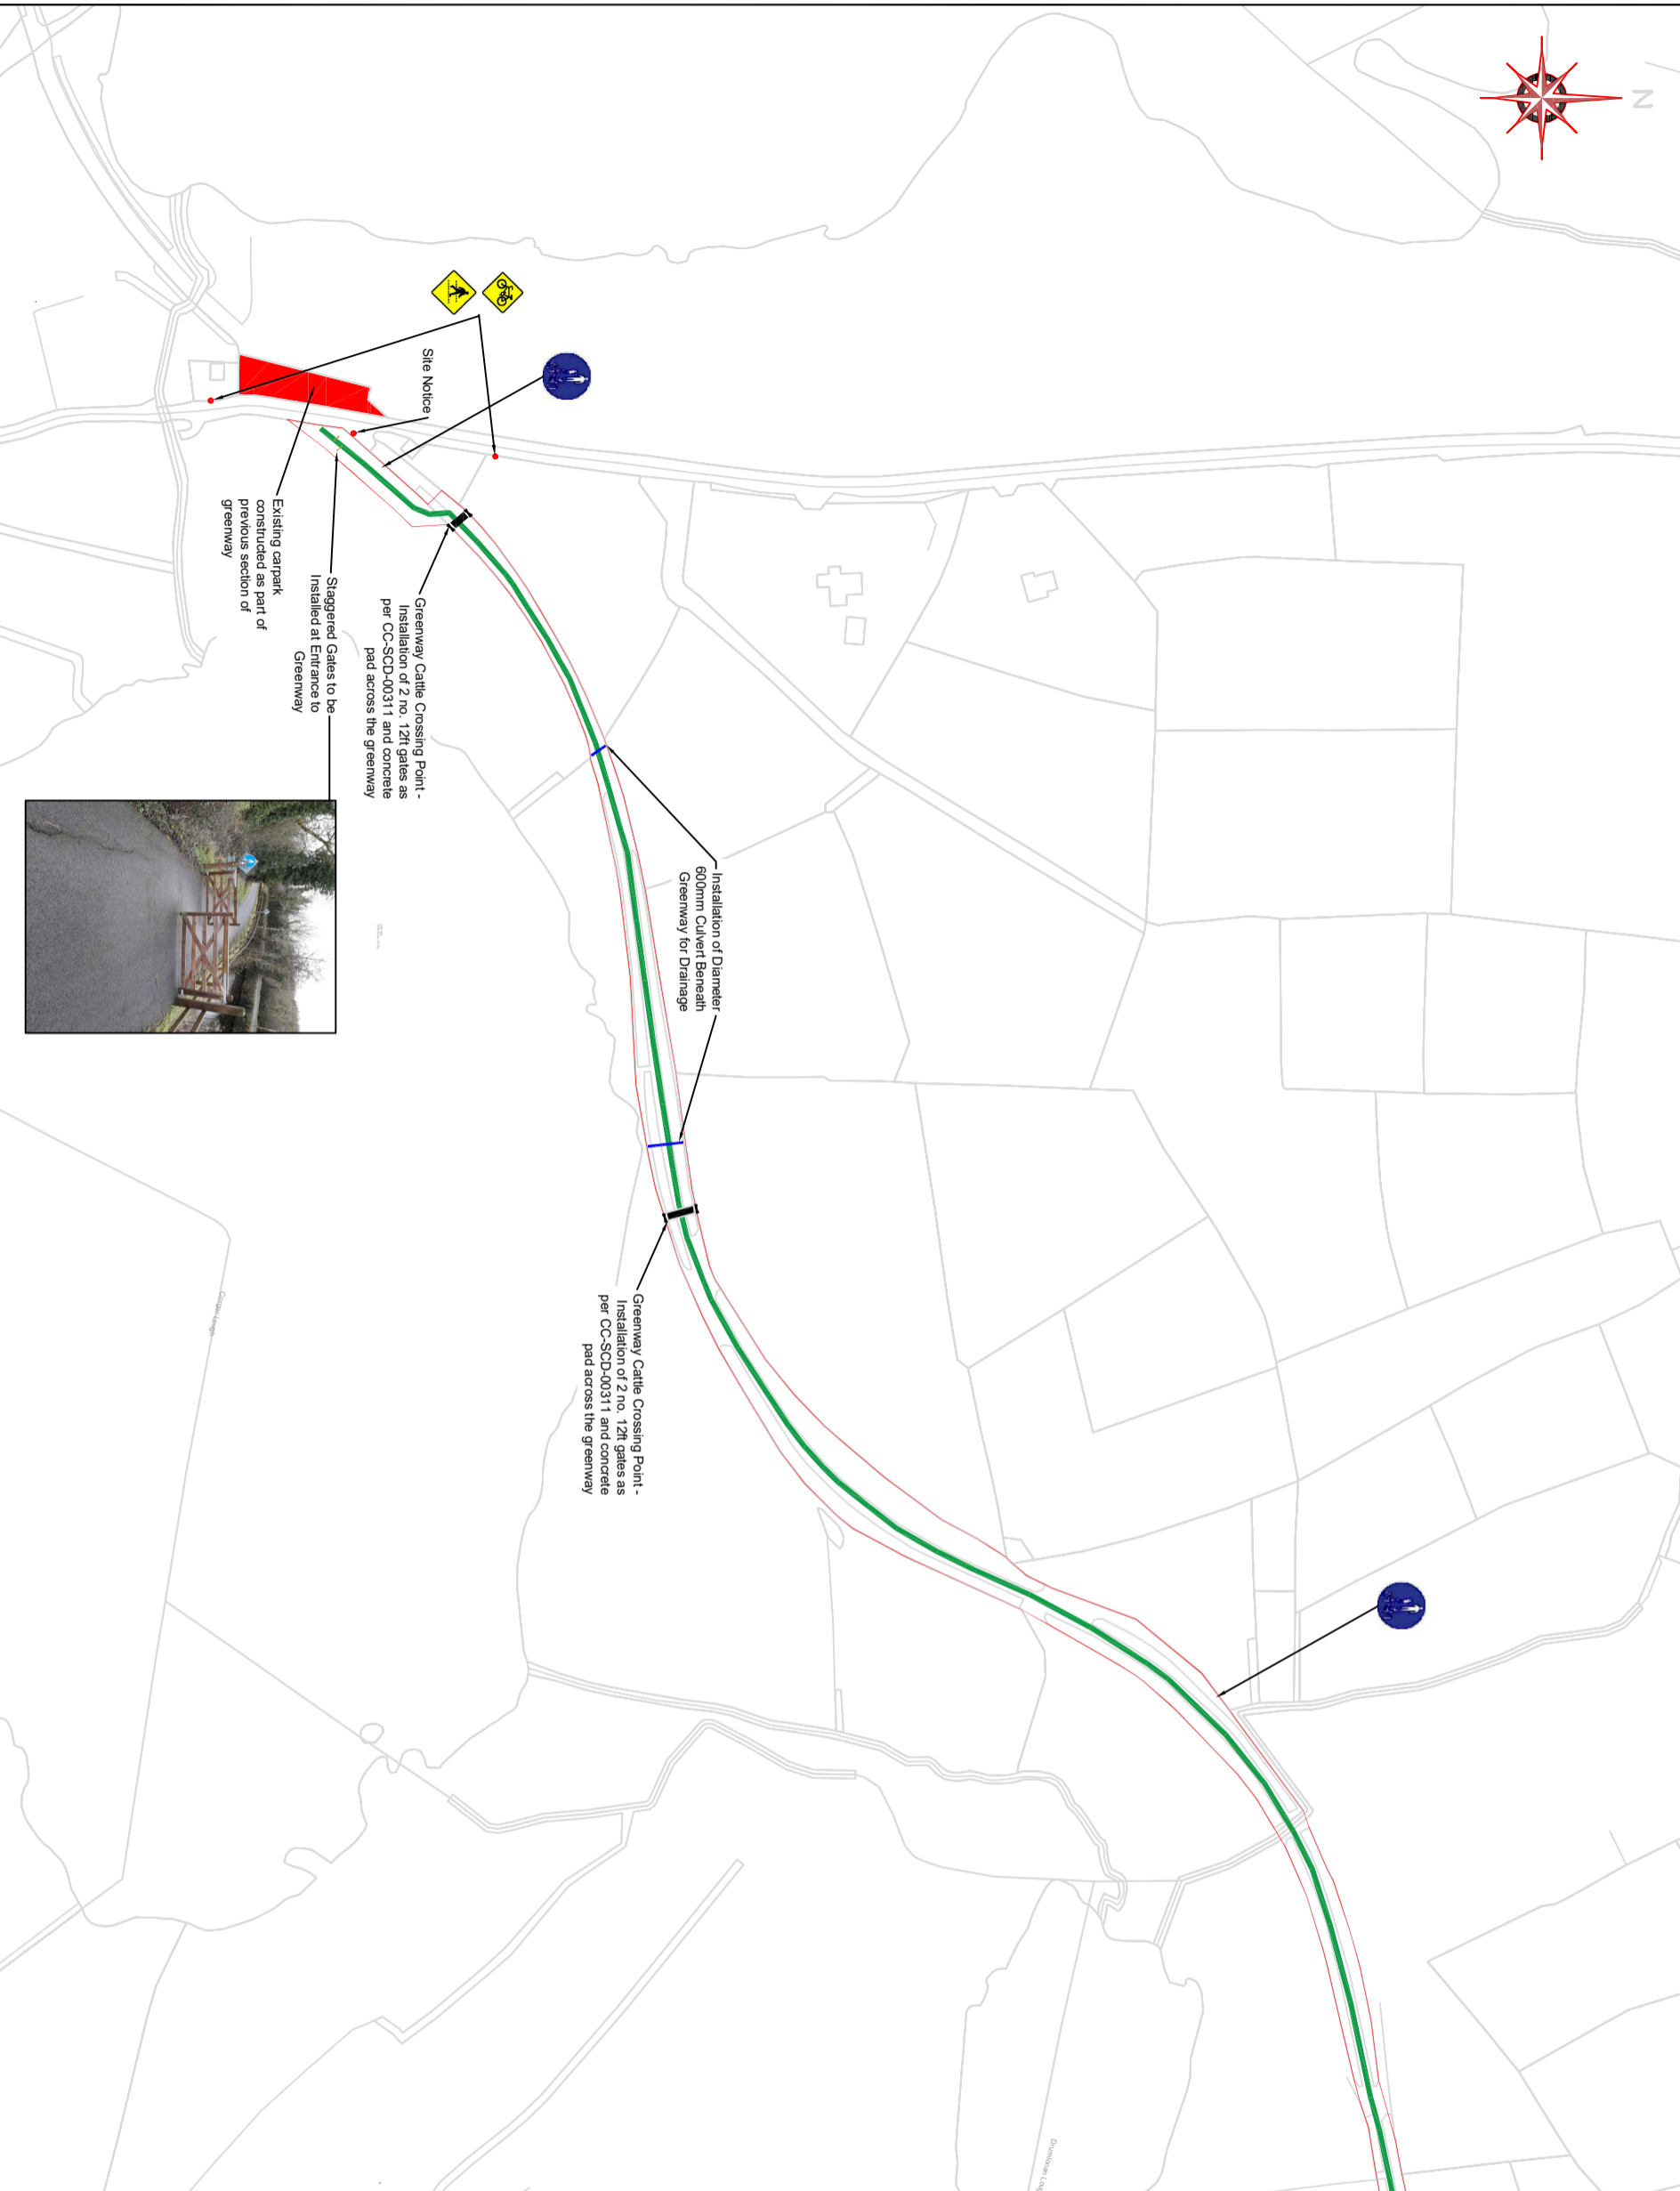 N
Site Notice
Existing carpark
constructed as part of
previous section of
greenway
Staggered Gates to be
Installed at Entrance to
Greenway
Greenway Cattle Crossing Point -
Installation of 2 no. 12ft gates as
per CC-SCD-00311 and concrete
pad across the greenway
Installation of Diameter
600mm Culvert Beneath
Greenway for Drainage
Greenway Cattle Crossing Point -
Installation of 2 no. 12ft gates as
per CC-SCD-00311 and concrete
pad across the greenway